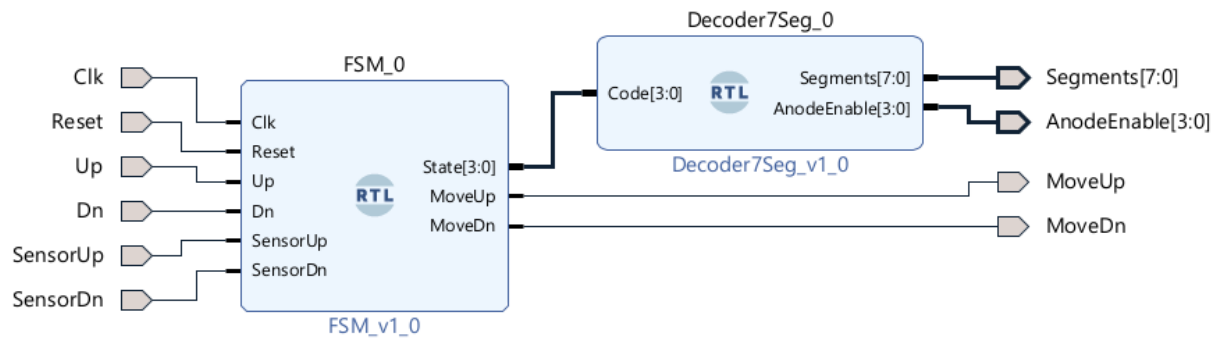 Decoder7Seg_0
FSM_0
Clk
Reset
Up
Dn
SensorUp
SensorDn
Clk
Reset
Up
Dn
SensorUp
SensorDn
RTL
State[3:0]
MoveUp
MoveDn
FSM_v1_0
Code[3:0]
RTL
Segments[7:0]
AnodeEnable[3:0]
Decoder7Seg_v1_0
Segments[7:0]
AnodeEnable[3:0]
MoveUp
MoveDn